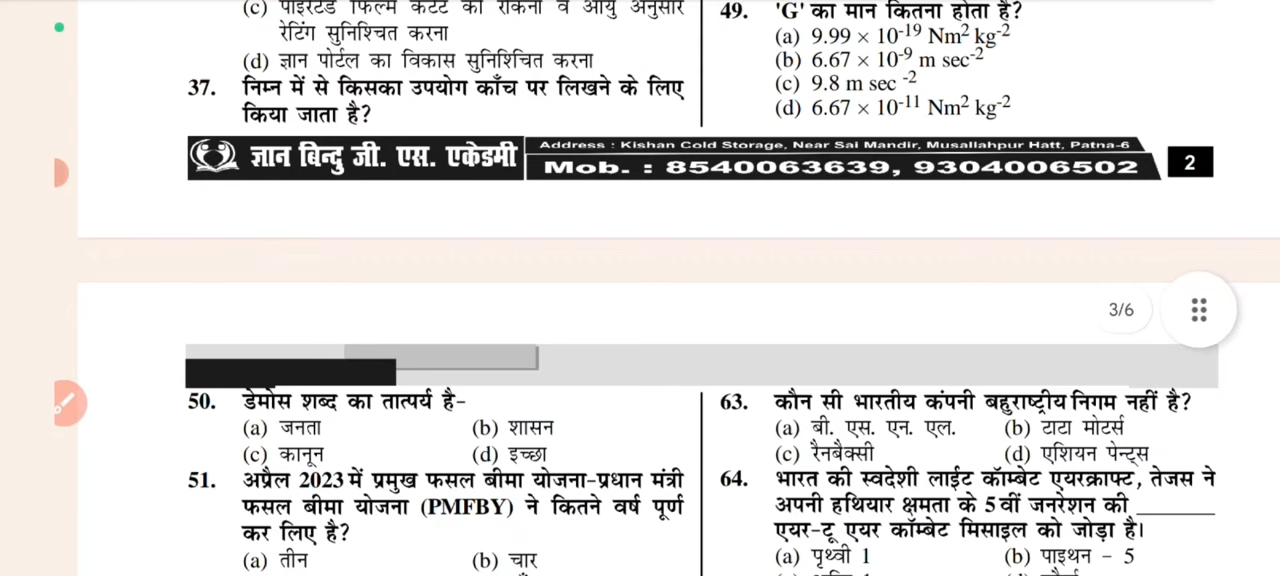 (c) पाइरेटेड फिल्म कंटेंट को रोकना व आयु अनुसार
रेटिंग सुनिश्चित करना
(d) ज्ञान पोर्टल का विकास सुनिश्चित करना
37. निम्न में से किसका उपयोग काँच पर लिखने के लिए
किया जाता है?
49. 'G' का मान कितना होता है?
(a) 9.99 × 10⁻¹⁹ Nm² kg⁻²
(b) 6.67 × 10⁻⁹ m sec⁻²
(c) 9.8 m sec ⁻²
(d) 6.67 × 10⁻¹¹ Nm² kg⁻²
ज्ञान बिन्दु जी. एस. एकेडमी
Address : Kishan Cold Storage, Near Sai Mandir, Musallahpur Hatt, Patna-6
Mob. : 8540063639, 9304006502
2
3/6
50. डेमोस शब्द का तात्पर्य है-
(a) जनता (b) शासन
(c) कानून (d) इच्छा
51. अप्रैल 2023 में प्रमुख फसल बीमा योजना-प्रधान मंत्री
फसल बीमा योजना (PMFBY) ने कितने वर्ष पूर्ण
कर लिए है?
(a) तीन (b) चार
63. कौन सी भारतीय कंपनी बहुराष्ट्रीय निगम नहीं है?
(a) बी. एस. एन. एल. (b) टाटा मोटर्स
(c) रैनबैक्सी (d) एशियन पेन्ट्स
64. भारत की स्वदेशी लाईट कॉम्बेट एयरक्राफ्ट, तेजस ने
अपनी हथियार क्षमता के 5 वीं जनरेशन की ________
एयर-टू एयर कॉम्बेट मिसाइल को जोड़ा है।
(a) पृथ्वी 1 (b) पाइथन - 5